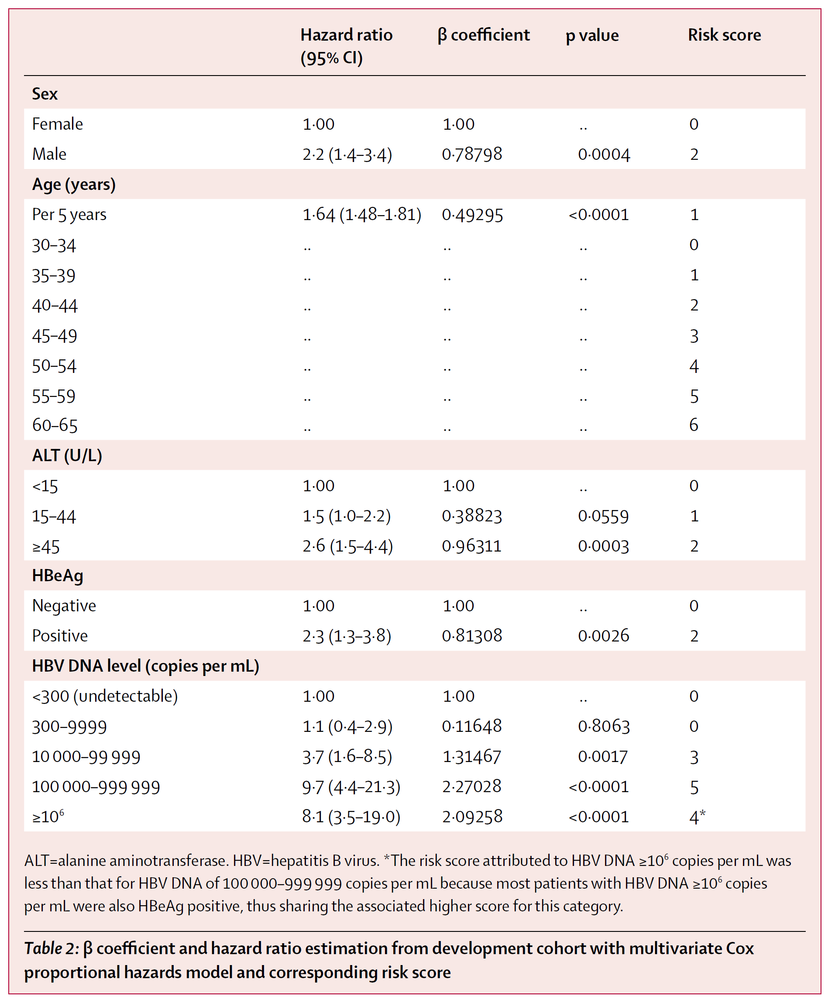 Hazard ratio (95% CI) β coefficient p value Risk score
Sex
Female 1·00 1·00 .. 0
Male 2·2 (1·4–3·4) 0·78798 0·0004 2
Age (years)
Per 5 years 1·64 (1·48–1·81) 0·49295 <0·0001 1
30–34 .. .. .. 0
35–39 .. .. .. 1
40–44 .. .. .. 2
45–49 .. .. .. 3
50–54 .. .. .. 4
55–59 .. .. .. 5
60–65 .. .. .. 6
ALT (U/L)
<15 1·00 1·00 .. 0
15–44 1·5 (1·0–2·2) 0·38823 0·0559 1
≥45 2·6 (1·5–4·4) 0·96311 0·0003 2
HBeAg
Negative 1·00 1·00 .. 0
Positive 2·3 (1·3–3·8) 0·81308 0·0026 2
HBV DNA level (copies per mL)
<300 (undetectable) 1·00 1·00 .. 0
300–9999 1·1 (0·4–2·9) 0·11648 0·8063 0
10 000–99 999 3·7 (1·6–8·5) 1·31467 0·0017 3
100 000–999 999 9·7 (4·4–21·3) 2·27028 <0·0001 5
≥10⁶ 8·1 (3·5–19·0) 2·09258 <0·0001 4*
ALT=alanine aminotransferase. HBV=hepatitis B virus. *The risk score attributed to HBV DNA ≥10⁶ copies per mL was
less than that for HBV DNA of 100 000–999 999 copies per mL because most patients with HBV DNA ≥10⁶ copies
per mL were also HBeAg positive, thus sharing the associated higher score for this category.
Table 2: β coefficient and hazard ratio estimation from development cohort with multivariate Cox
proportional hazards model and corresponding risk score